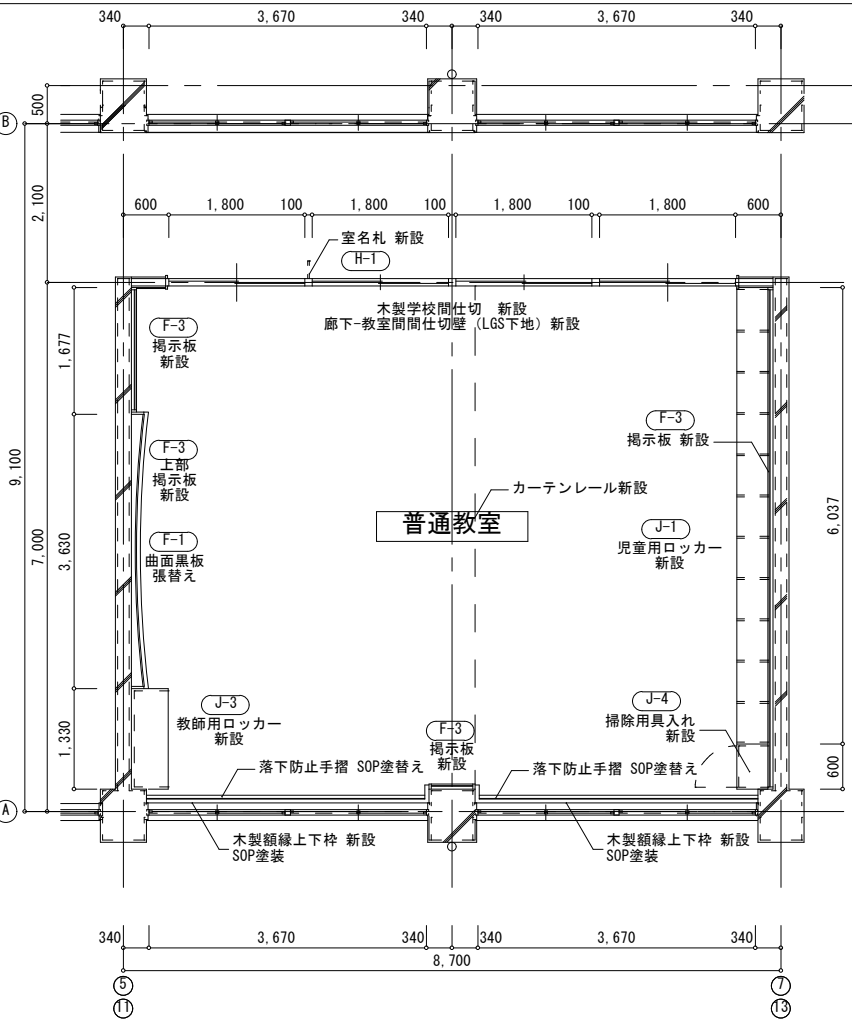 340 3,670 340 340 3,670 340
500
B
2,100
600 1,800 100 1,800 100 1,800 100 1,800 600
室名札 新設
H-1
木製学校間仕切 新設
廊下-教室間間仕切壁 (LGS下地) 新設
F-3
掲示板
新設
1,677
F-3
掲示板 新設
F-3
上部
掲示板
新設
9,100
カーテンレール新設
普通教室
6,037
7,000
3,630
F-1
曲面黒板
張替え
J-1
児童用ロッカー
新設
J-3
教師用ロッカー
新設
J-4
掃除用具入れ
新設
F-3
掲示板
新設
1,330
600
落下防止手摺 SOP塗替え
落下防止手摺 SOP塗替え
A
木製額縁上下枠 新設
SOP塗装
木製額縁上下枠 新設
SOP塗装
340 3,670 340 340 3,670 340
8,700
5
11
7
13